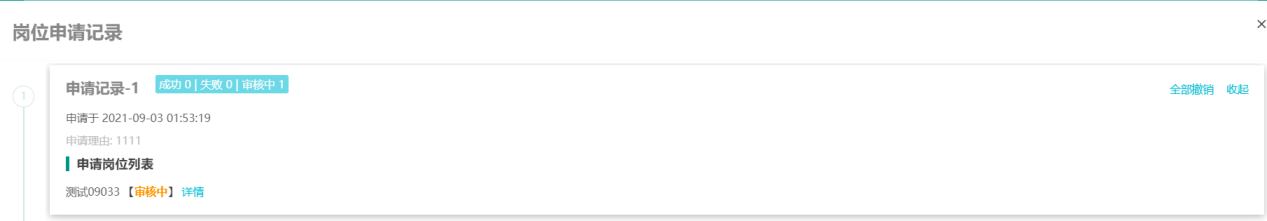 岗位申请记录
×
1
申请记录-1 成功 0 | 失败 0 | 审核中 1 全部撤销 收起
申请于 2021-09-03 01:53:19
申请理由: 1111
申请岗位列表
测试09033 【审核中】 详情